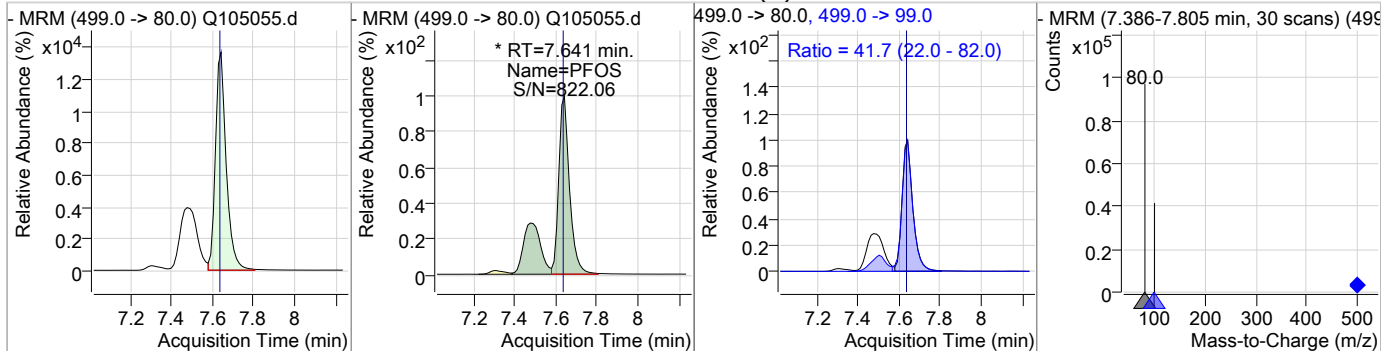 - MRM (499.0 -> 80.0) Q105055.d
x10⁴
Relative Abundance (%)
1.2
1
0.8
0.6
0.4
0.2
0
7.2 7.4 7.6 7.8 8
Acquisition Time (min)
- MRM (499.0 -> 80.0) Q105055.d
x10²
* RT=7.641 min.
Name=PFOS
S/N=822.06
Relative Abundance (%)
1
0.8
0.6
0.4
0.2
0
7.2 7.4 7.6 7.8 8
Acquisition Time (min)
499.0 -> 80.0, 499.0 -> 99.0
x10²
Ratio = 41.7 (22.0 - 82.0)
Relative Abundance (%)
1.4
1.2
1
0.8
0.6
0.4
0.2
0
7.2 7.4 7.6 7.8 8
Acquisition Time (min)
- MRM (7.386-7.805 min, 30 scans) (499
x10⁵
Counts
80.0
1
0.8
0.6
0.4
0.2
0
100 200 300 400 500
Mass-to-Charge (m/z)